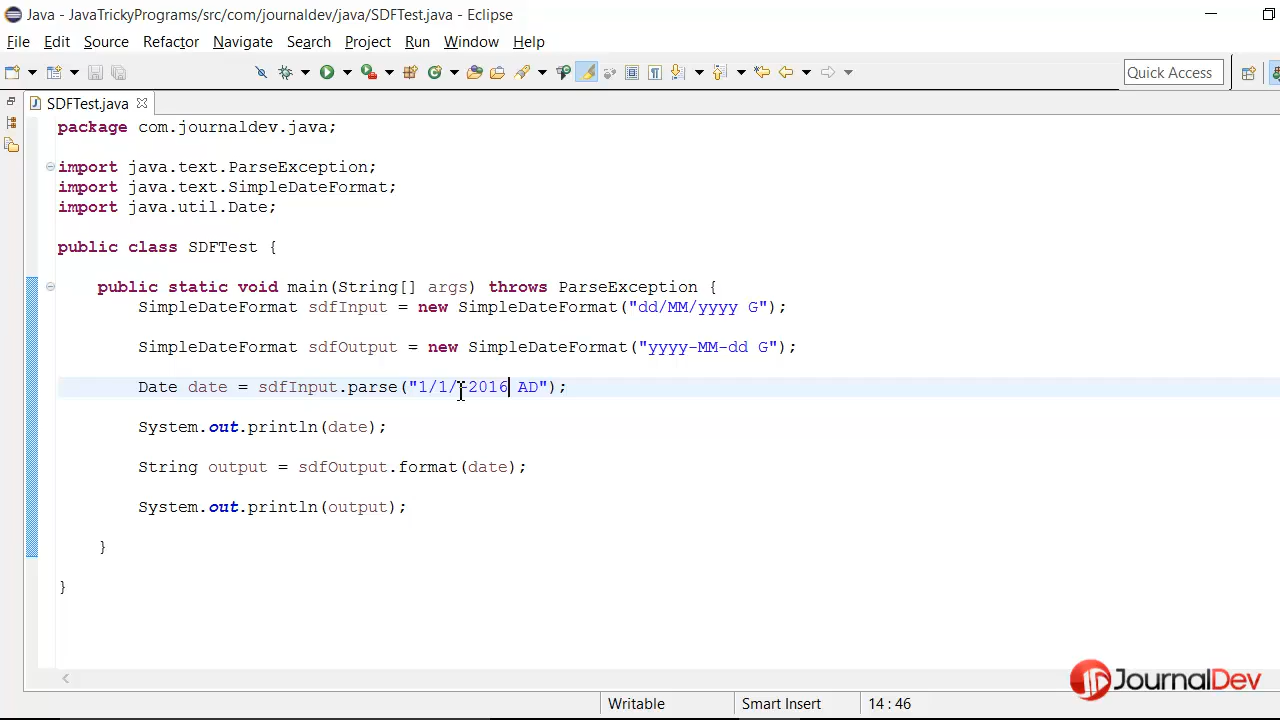 Java - JavaTrickyPrograms/src/com/journaldev/java/SDFTest.java - Eclipse
File Edit Source Refactor Navigate Search Project Run Window Help
Quick Access
SDFTest.java
package com.journaldev.java;
import java.text.ParseException;
import java.text.SimpleDateFormat;
import java.util.Date;
public class SDFTest {
public static void main(String[] args) throws ParseException {
SimpleDateFormat sdfInput = new SimpleDateFormat("dd/MM/yyyy G");
SimpleDateFormat sdfOutput = new SimpleDateFormat("yyyy-MM-dd G");
Date date = sdfInput.parse("1/1/-2016 AD");
System.out.println(date);
String output = sdfOutput.format(date);
System.out.println(output);
}
}
JournalDev
Writable Smart Insert 14 : 46